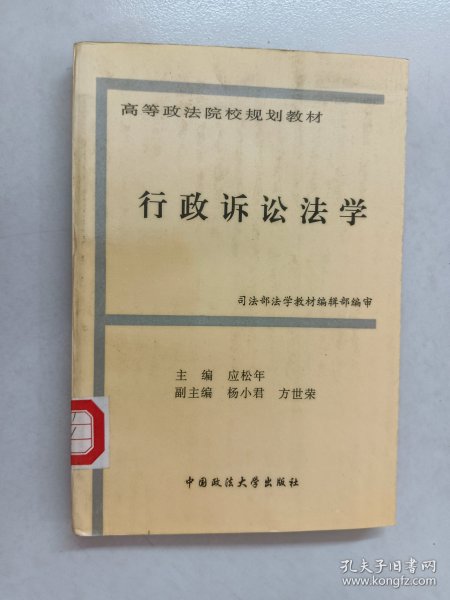 高等政法院校规划教材
行政诉讼法学
司法部法学教材编辑部编审
主编 应松年
副主编 杨小君 方世荣
中国政法大学出版社
孔夫子旧书网
www.kongfz.com